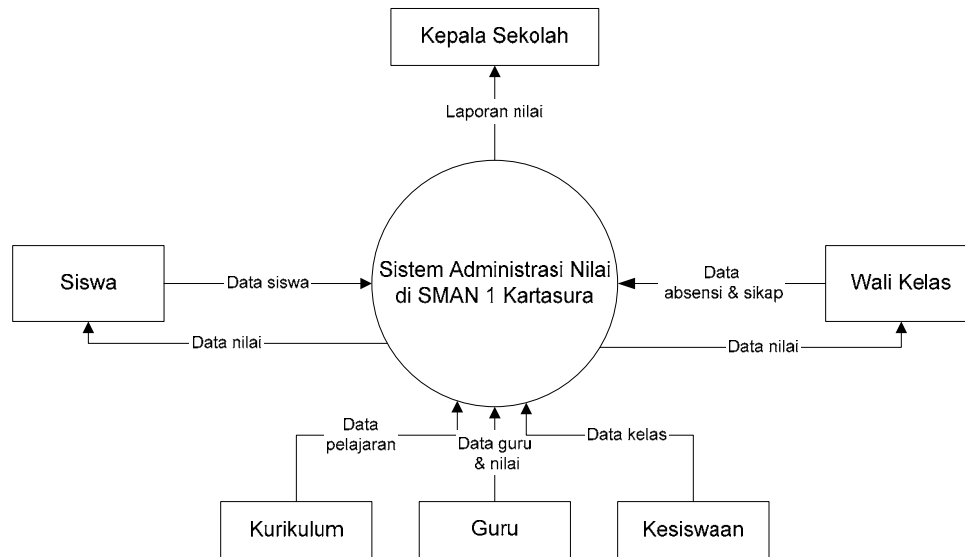 Kepala Sekolah
Laporan nilai
Siswa
Data siswa
Sistem Administrasi Nilai
di SMAN 1 Kartasura
Data
absensi & sikap
Wali Kelas
Data nilai
Data nilai
Data
pelajaran
Data guru
& nilai
Data kelas
Kurikulum
Guru
Kesiswaan